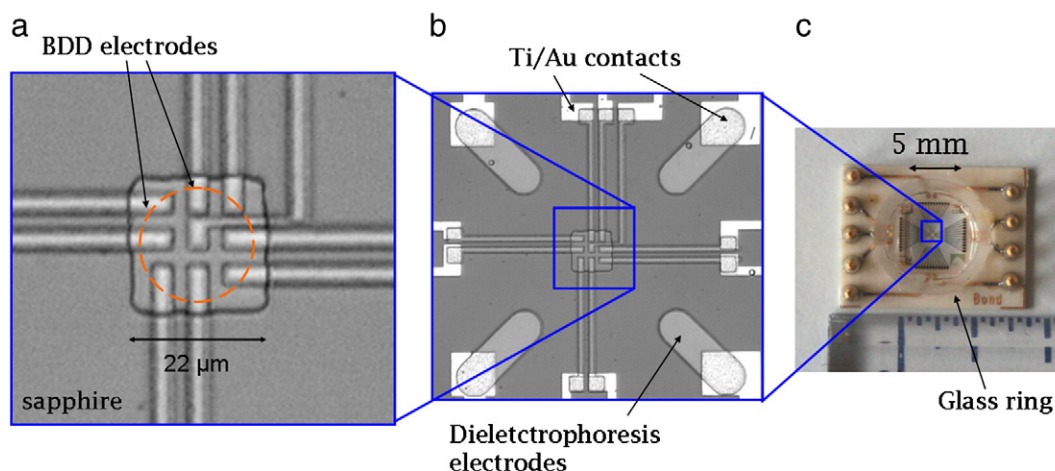 a
BDD electrodes
22 µm
sapphire
b
Ti/Au contacts
Dieletctrophoresis
electrodes
c
5 mm
Bond
Glass ring